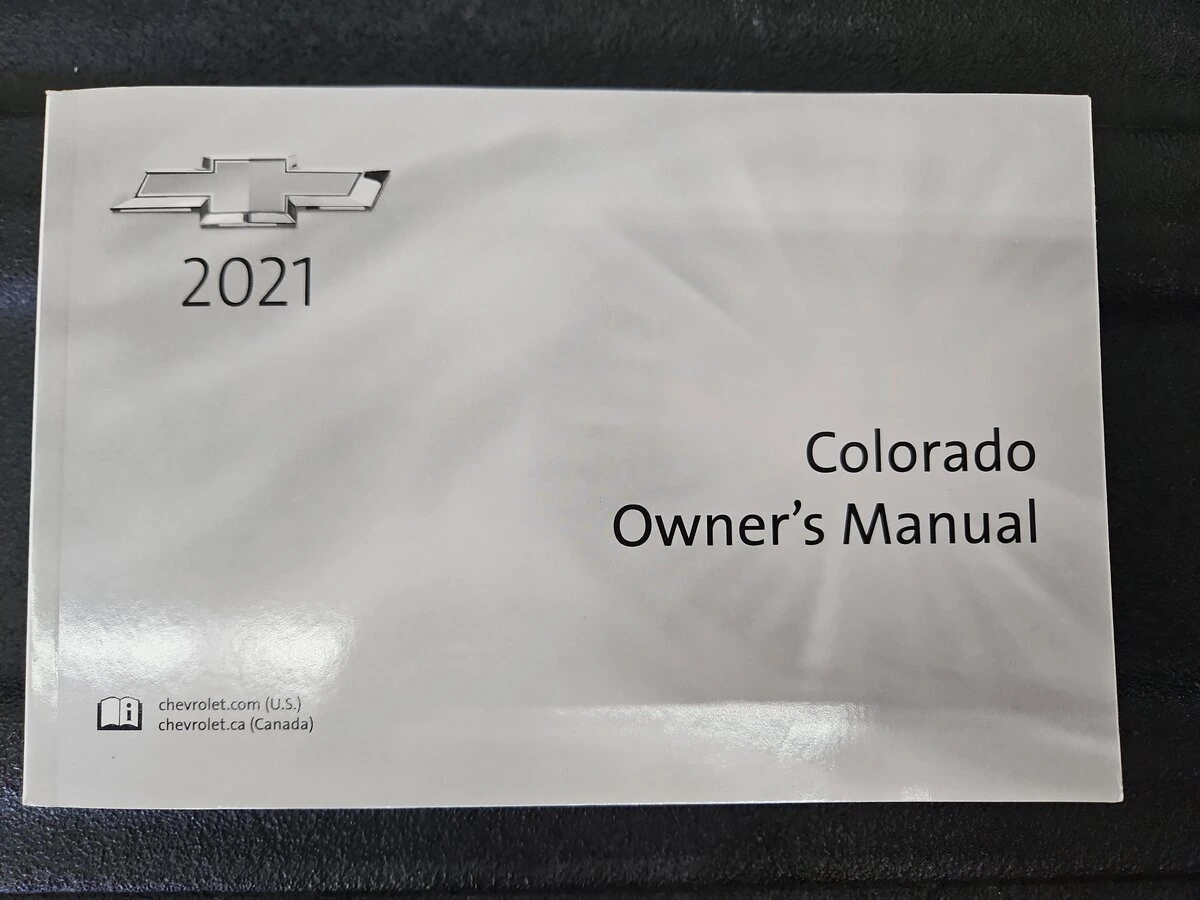 2021
Colorado
Owner's Manual
chevrolet.com (U.S.)
chevrolet.ca (Canada)